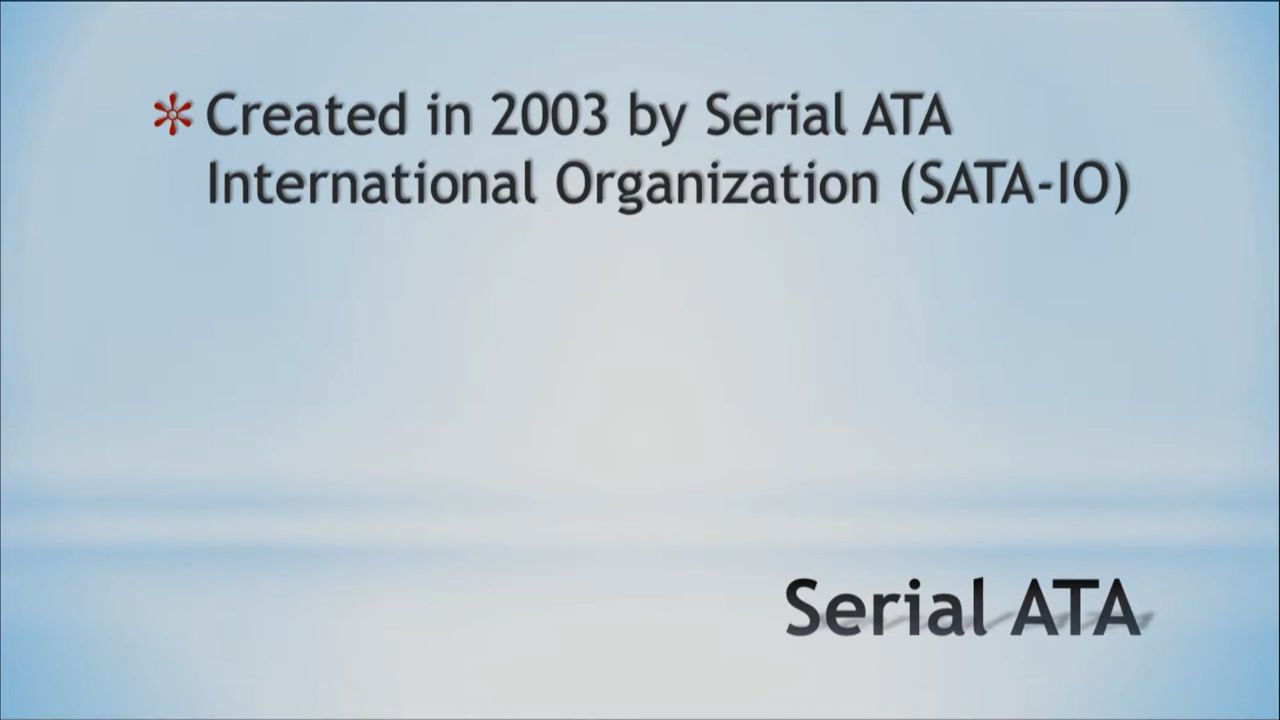 * Created in 2003 by Serial ATA
International Organization (SATA-IO)
Serial ATA